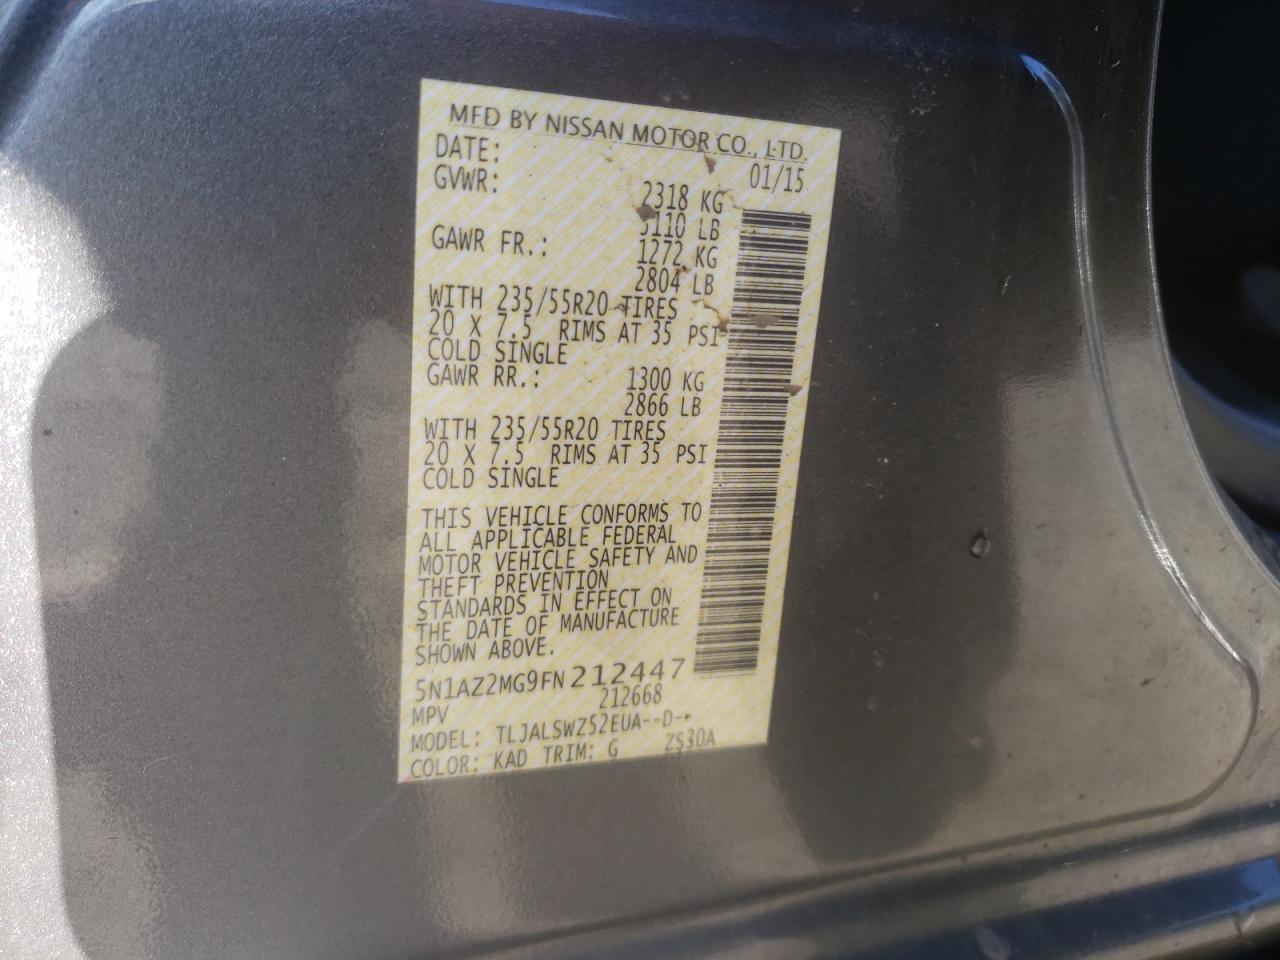 MFD BY NISSAN MOTOR CO., LTD.
DATE: 01/15
GVWR: 2318 KG
5110 LB
GAWR FR.: 1272 KG
2804 LB
WITH 235/55R20 TIRES
20 X 7.5 RIMS AT 35 PSI
COLD SINGLE
GAWR RR.: 1300 KG
2866 LB
WITH 235/55R20 TIRES
20 X 7.5 RIMS AT 35 PSI
COLD SINGLE
THIS VEHICLE CONFORMS TO
ALL APPLICABLE FEDERAL
MOTOR VEHICLE SAFETY AND
THEFT PREVENTION
STANDARDS IN EFFECT ON
THE DATE OF MANUFACTURE
SHOWN ABOVE.
5N1AZ2MG9FN212447
MPV 212668
MODEL: TLJALSWZ52EUA--D--
COLOR: KAD TRIM: G ZS30A